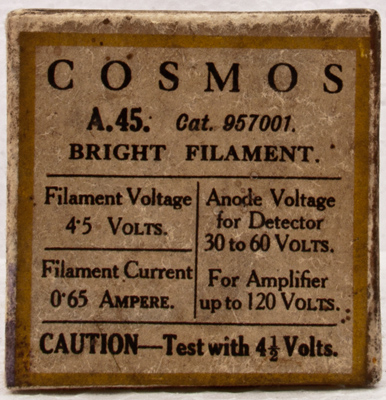 COSMOS
A.45. Cat. 957001.
BRIGHT FILAMENT.
Filament Voltage
4·5 VOLTS.
Filament Current
0·65 AMPERE.
Anode Voltage
for Detector
30 to 60 VOLTS.
For Amplifier
up to 120 VOLTS.
CAUTION—Test with 4½ Volts.